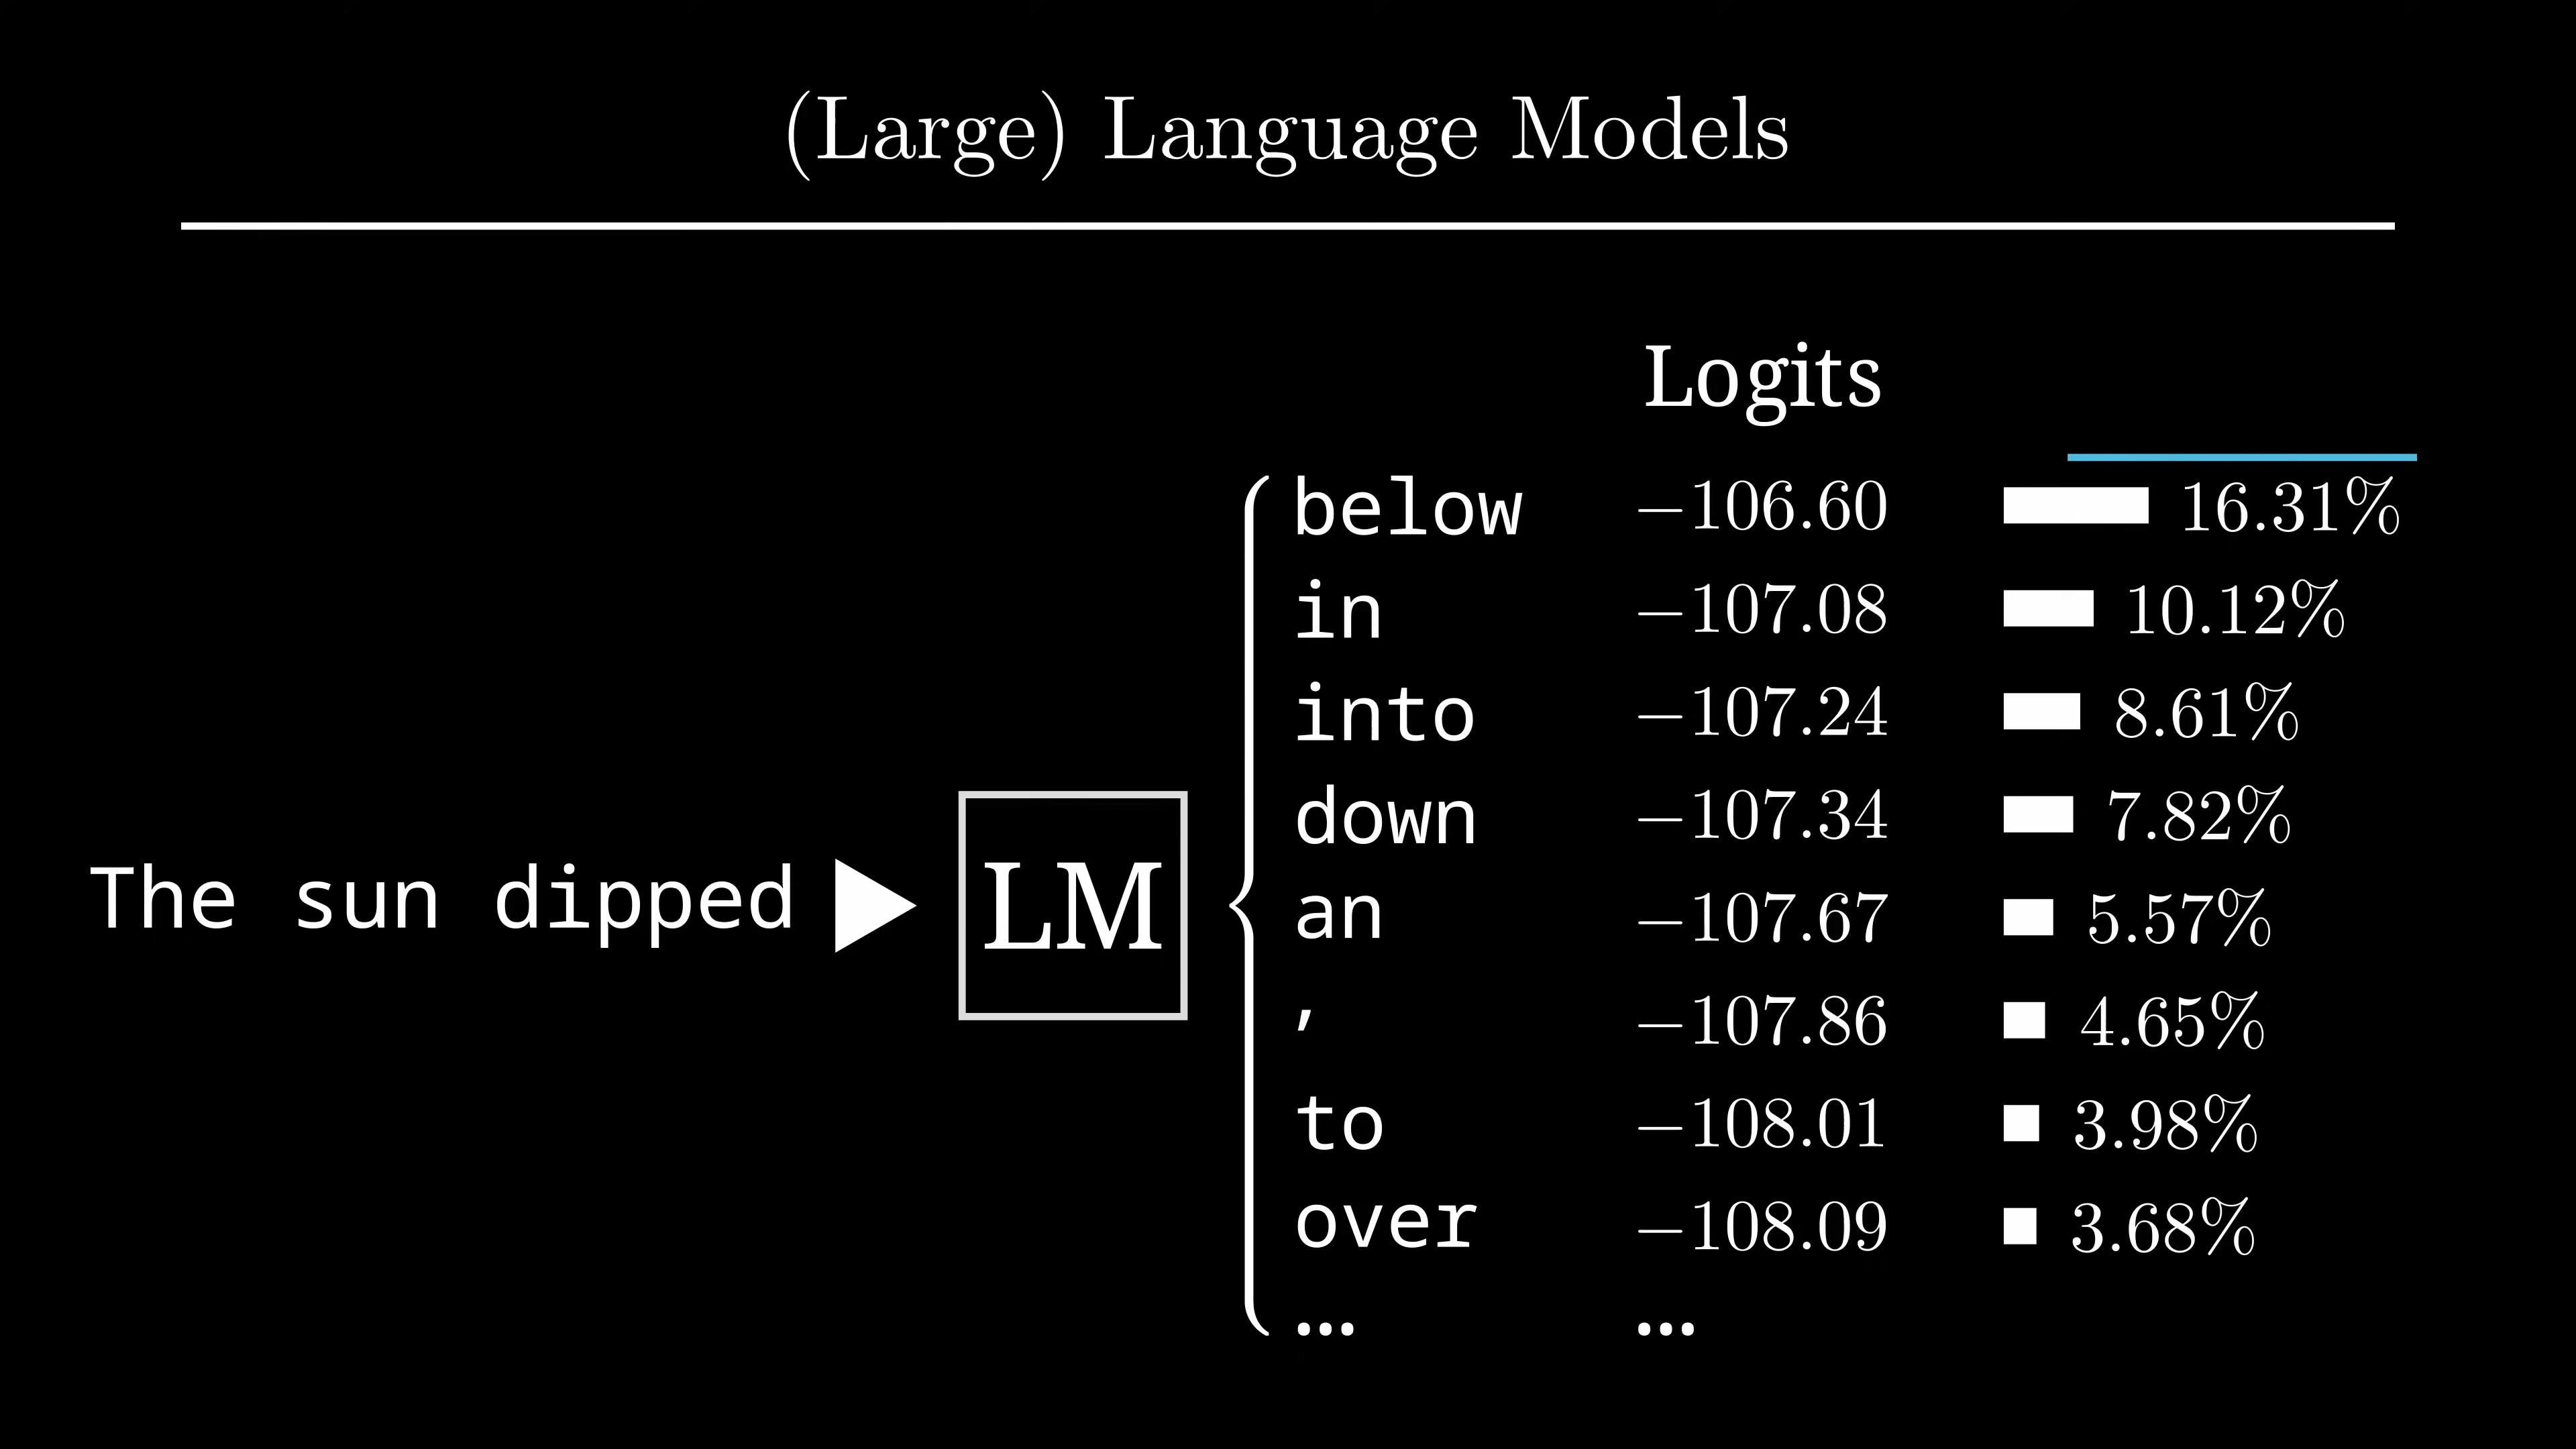 (Large) Language Models
Logits
The sun dipped
LM
below −106.60 16.31%
in −107.08 10.12%
into −107.24 8.61%
down −107.34 7.82%
an −107.67 5.57%
, −107.86 4.65%
to −108.01 3.98%
over −108.09 3.68%
... ...